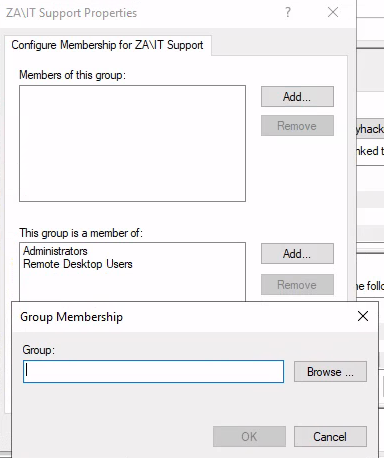 ZA\IT Support Properties
?
Configure Membership for ZA\IT Support
Members of this group:
Add...
Remove
yhack
nked t
This group is a member of:
Administrators
Remote Desktop Users
Add...
Remove
he follo
Group Membership
Group:
Browse ...
OK
Cancel